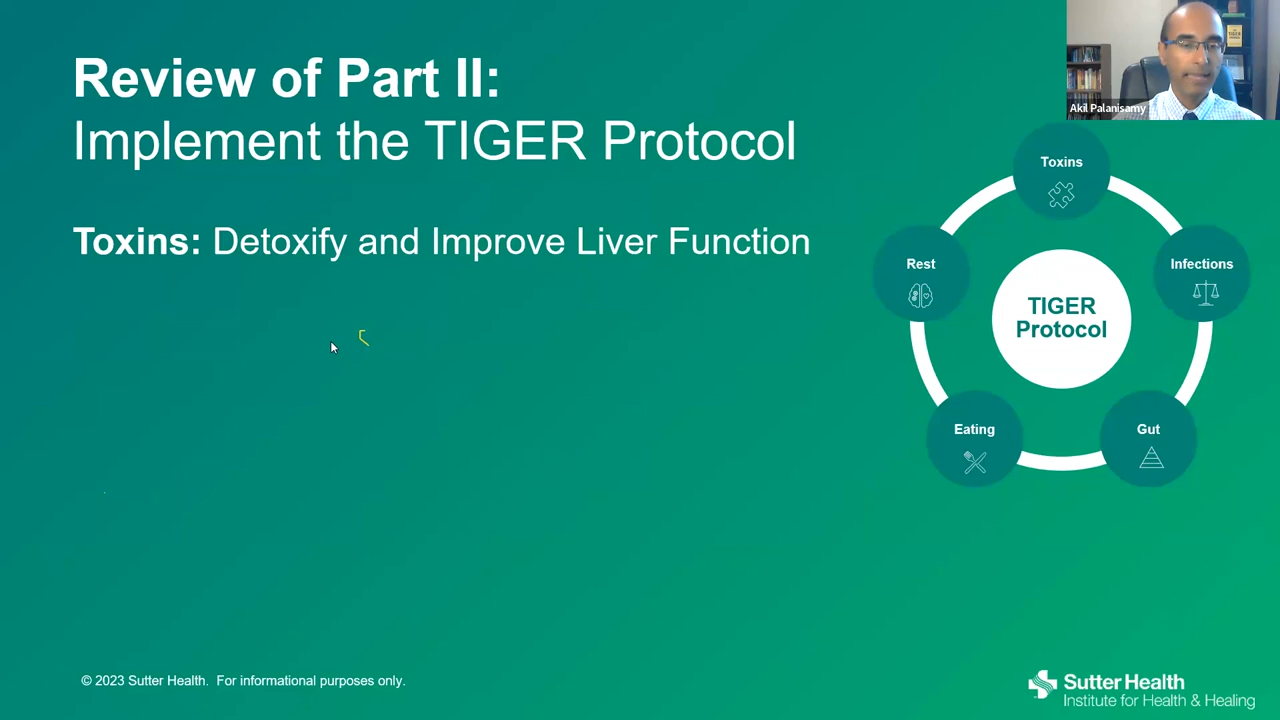 Review of Part II:
Implement the TIGER Protocol
Toxins: Detoxify and Improve Liver Function
Akil Palanisamy
Toxins
Infections
Gut
Eating
Rest
TIGER
Protocol
© 2023 Sutter Health. For informational purposes only.
Sutter Health
Institute for Health & Healing